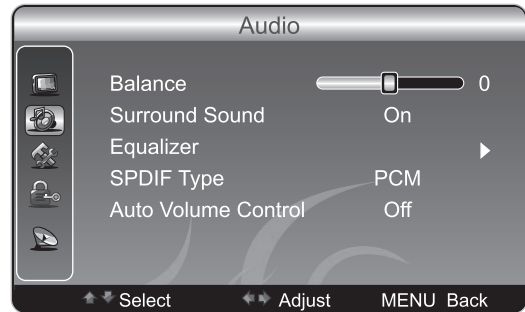 Audio
Balance 0
Surround Sound On
Equalizer
SPDIF Type PCM
Auto Volume Control Off
Select Adjust MENU Back